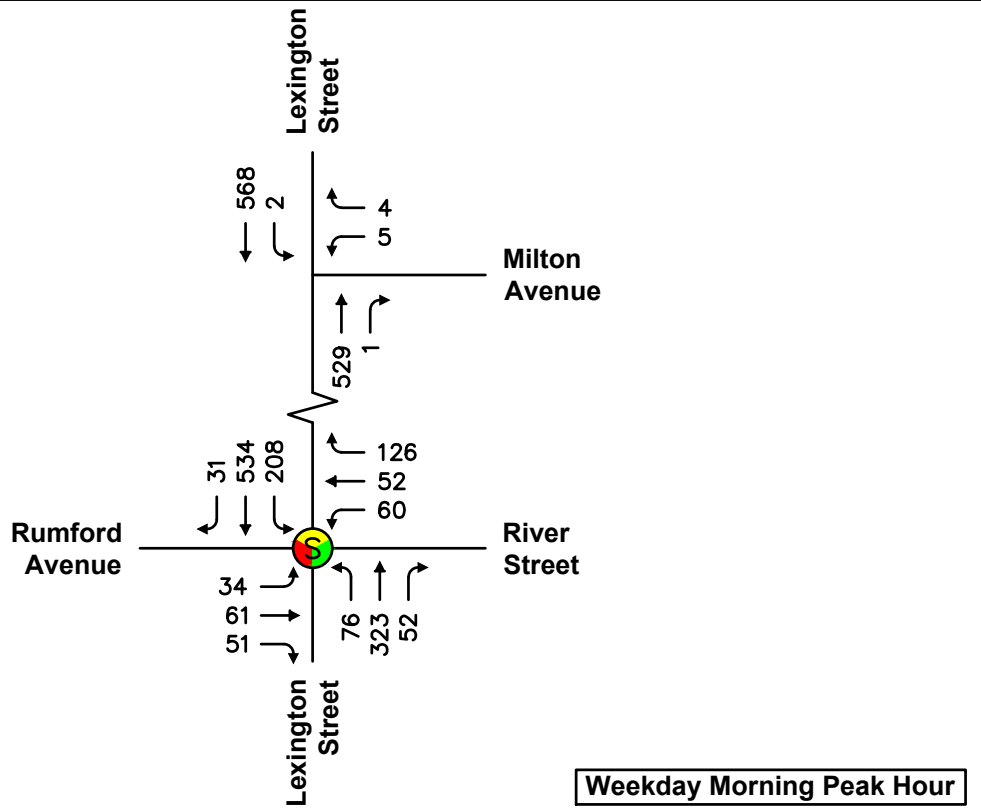 Lexington
Street
568
2
4
5
Milton
Avenue
529
1
31
534
208
126
52
60
Rumford
Avenue
S
River
Street
34
61
51
76
323
52
Lexington
Street
Weekday Morning Peak Hour